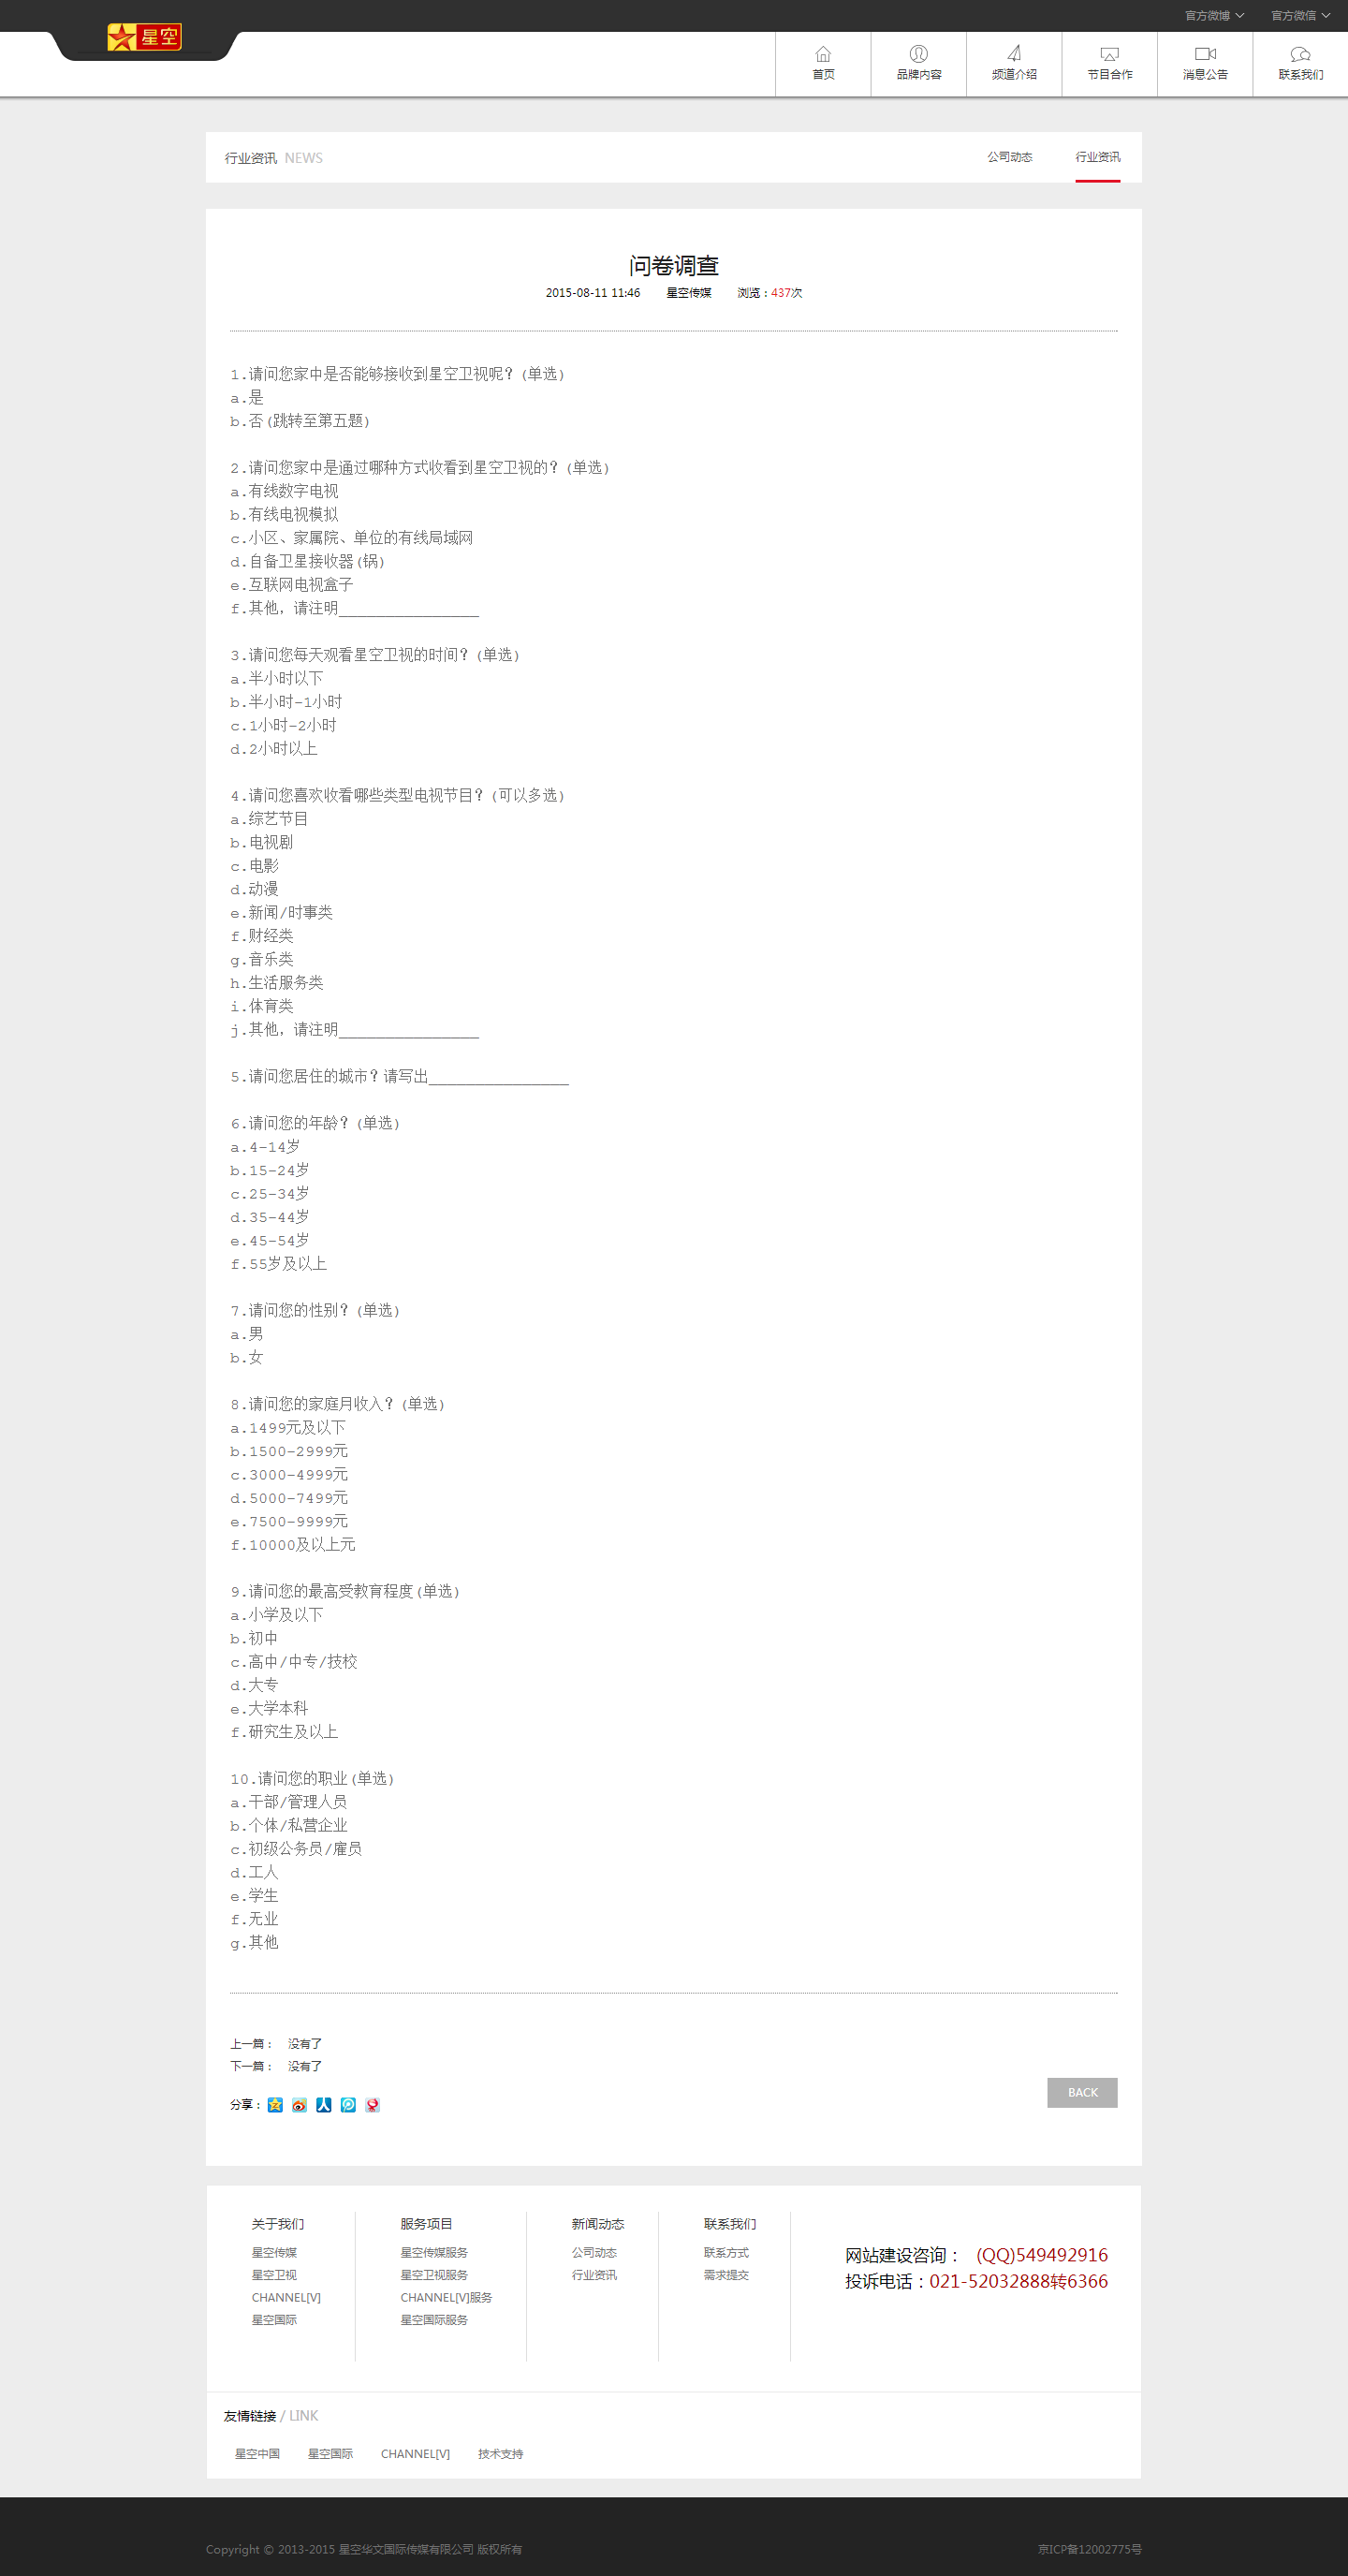 官方微博 官方微信
星空
首页 品牌内容 频道介绍 节目合作 消息公告 联系我们
行业资讯 NEWS 公司动态 行业资讯
问卷调查
2015-08-11 11:46 星空传媒 浏览：437次
1.请问您家中是否能够接收到星空卫视呢？(单选)
a.是
b.否(跳转至第五题)
2.请问您家中是通过哪种方式收看到星空卫视的？(单选)
a.有线数字电视
b.有线电视模拟
c.小区、家属院、单位的有线局域网
d.自备卫星接收器(锅)
e.互联网电视盒子
f.其他，请注明_______________
3.请问您每天观看星空卫视的时间？(单选)
a.半小时以下
b.半小时-1小时
c.1小时-2小时
d.2小时以上
4.请问您喜欢收看哪些类型电视节目？(可以多选)
a.综艺节目
b.电视剧
c.电影
d.动漫
e.新闻/时事类
f.财经类
g.音乐类
h.生活服务类
i.体育类
j.其他，请注明_______________
5.请问您居住的城市？请写出_______________
6.请问您的年龄？(单选)
a.4-14岁
b.15-24岁
c.25-34岁
d.35-44岁
e.45-54岁
f.55岁及以上
7.请问您的性别？(单选)
a.男
b.女
8.请问您的家庭月收入？(单选)
a.1499元及以下
b.1500-2999元
c.3000-4999元
d.5000-7499元
e.7500-9999元
f.10000及以上元
9.请问您的最高受教育程度(单选)
a.小学及以下
b.初中
c.高中/中专/技校
d.大专
e.大学本科
f.研究生及以上
10.请问您的职业(单选)
a.干部/管理人员
b.个体/私营企业
c.初级公务员/雇员
d.工人
e.学生
f.无业
g.其他
上一篇： 没有了
下一篇： 没有了
分享：
BACK
关于我们
星空传媒
星空卫视
CHANNEL[V]
星空国际
服务项目
星空传媒服务
星空卫视服务
CHANNEL[V]服务
星空国际服务
新闻动态
公司动态
行业资讯
联系我们
联系方式
需求提交
网站建设咨询： (QQ)549492916
投诉电话：021-52032888转6366
友情链接 / LINK
星空中国 星空国际 CHANNEL[V] 技术支持
Copyright © 2013-2015 星空华文国际传媒有限公司 版权所有 京ICP备12002775号